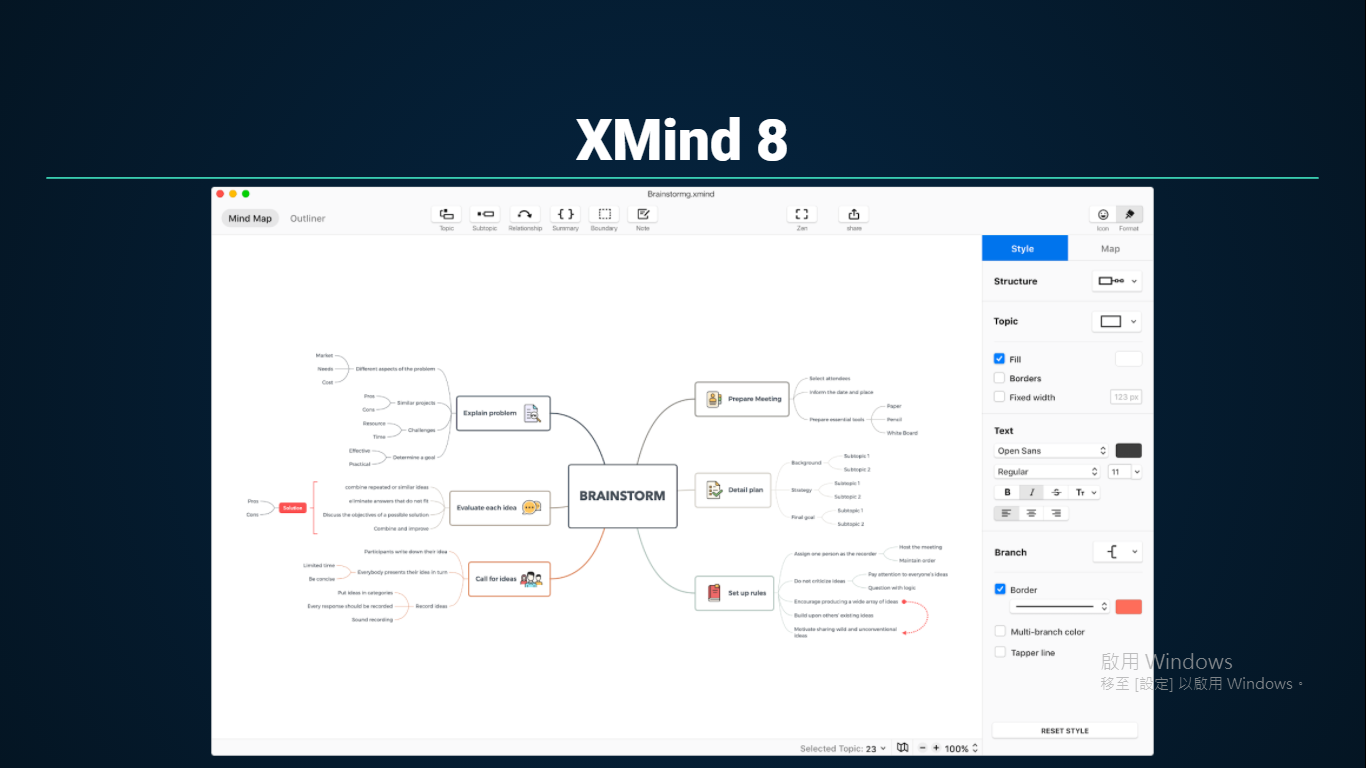 XMind 8
Brainstormg.xmind
Mind Map
Outliner
Topic
Subtopic
Relationship
Summary
Boundary
Note
Zen
share
Icon
Format
Style
Map
Structure
Topic
Fill
Borders
Fixed width
123 px
Text
Open Sans
Regular
11
B
I
S
Tт
Branch
Border
Multi-branch color
Tapper line
RESET STYLE
Market
Needs
Cost
Different aspects of the problem
Pros
Cons
Similar projects
Resource
Time
Challenges
Effective
Practical
Determine a goal
Explain problem
Pros
Cons
Solution
combine repeated or similar ideas
eliminate answers that do not fit
Discuss the objectives of a possible solution
Combine and improve
Evaluate each idea
Participants write down their idea
Limited time
Be concise
Everybody presents their idea in turn
Put ideas in categories
Every response should be recorded
Sound recording
Record ideas
Call for ideas
BRAINSTORM
Prepare Meeting
Select attendees
Inform the date and place
Prepare essential tools
Paper
Pencil
White Board
Detail plan
Background
Subtopic 1
Subtopic 2
Strategy
Subtopic 1
Subtopic 2
Final goal
Subtopic 1
Subtopic 2
Set up rules
Assign one person as the recorder
Host the meeting
Maintain order
Do not criticize ideas
Pay attention to everyone's ideas
Question with logic
Encourage producing a wide array of ideas
Build upon others' existing ideas
Motivate sharing wild and unconventional
ideas
啟用 Windows
移至 [設定] 以啟用 Windows。
Selected Topic: 23
100%